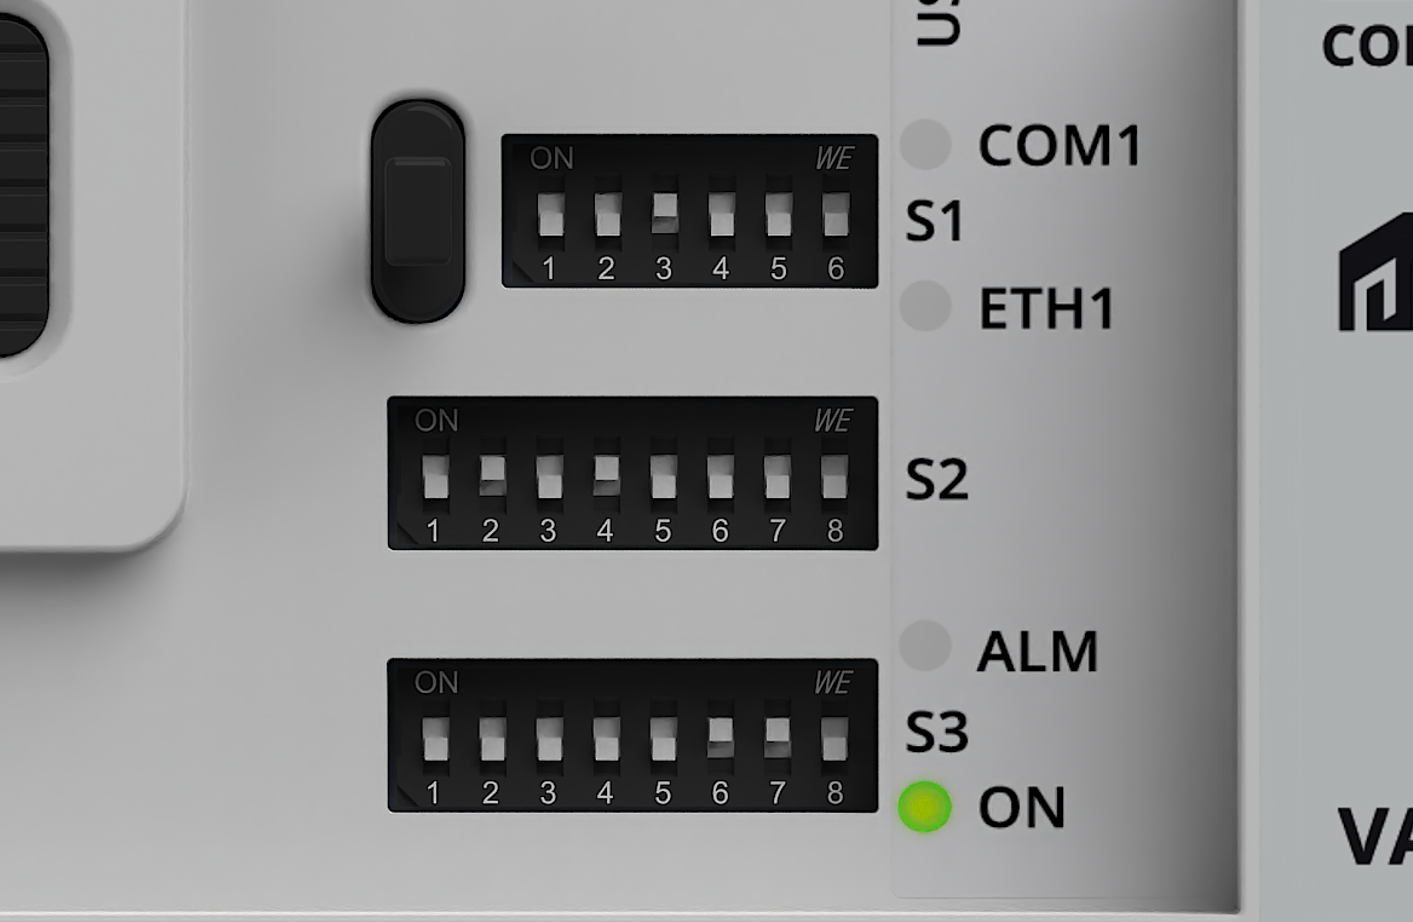 COM1
ON WE
S1
1 2 3 4 5 6
ETH1
ON WE
S2
1 2 3 4 5 6 7 8
ALM
ON WE
S3
1 2 3 4 5 6 7 8
ON